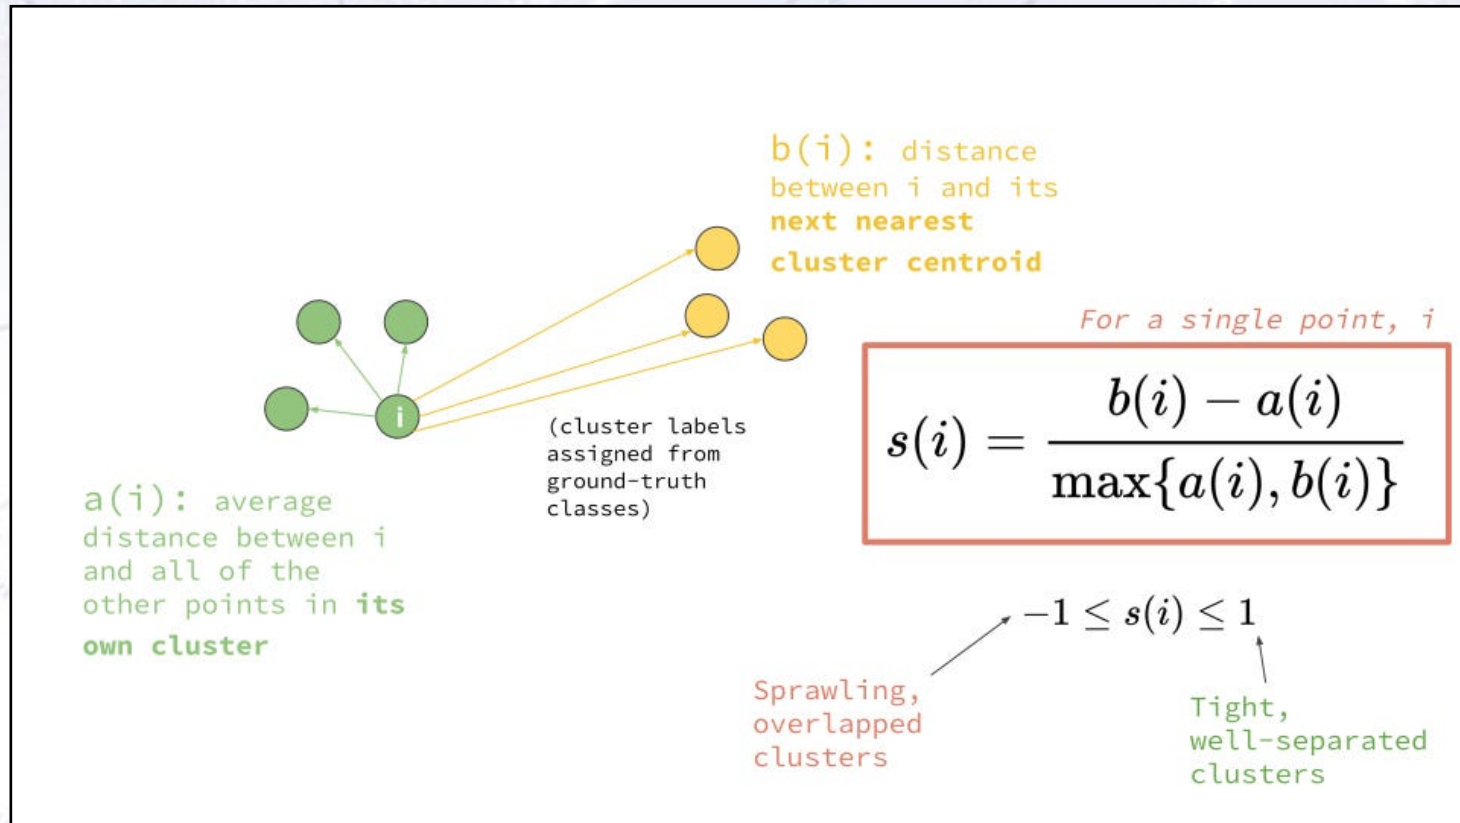 b(i): distance
between i and its
next nearest
cluster centroid
For a single point, i
s(i) = b(i) − a(i) / max{a(i), b(i)}
i
(cluster labels
assigned from
ground-truth
classes)
a(i): average
distance between i
and all of the
other points in its
own cluster
−1 ≤ s(i) ≤ 1
Sprawling,
overlapped
clusters
Tight,
well-separated
clusters